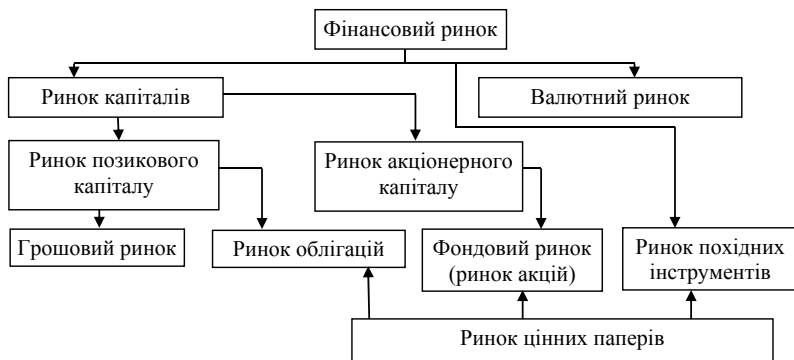 Фінансовий ринок
Ринок капіталів
Валютний ринок
Ринок позикового
капіталу
Ринок акціонерного
капіталу
Грошовий ринок
Ринок облігацій
Фондовий ринок
(ринок акцій)
Ринок похідних
інструментів
Ринок цінних паперів